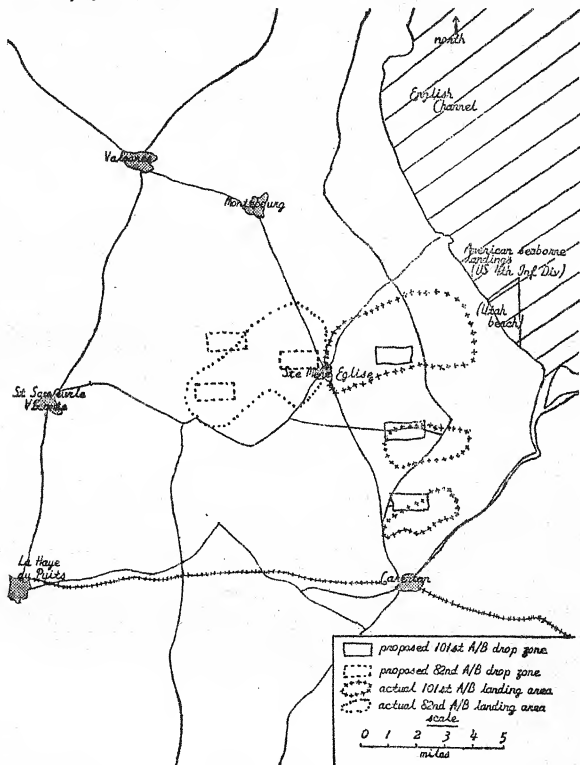 north
English
Channel
Valognes
Montebourg
American seaborne
landings
(US 4th Inf Div)
(Utah
beach)
Ste Mère Eglise
St Sauveur le
Vicomte
La Haye
du Puits
Carentan
proposed 101st A/B drop zone
proposed 82nd A/B drop zone
actual 101st A/B landing area
actual 82nd A/B landing area
scale
0 1 2 3 4 5
miles